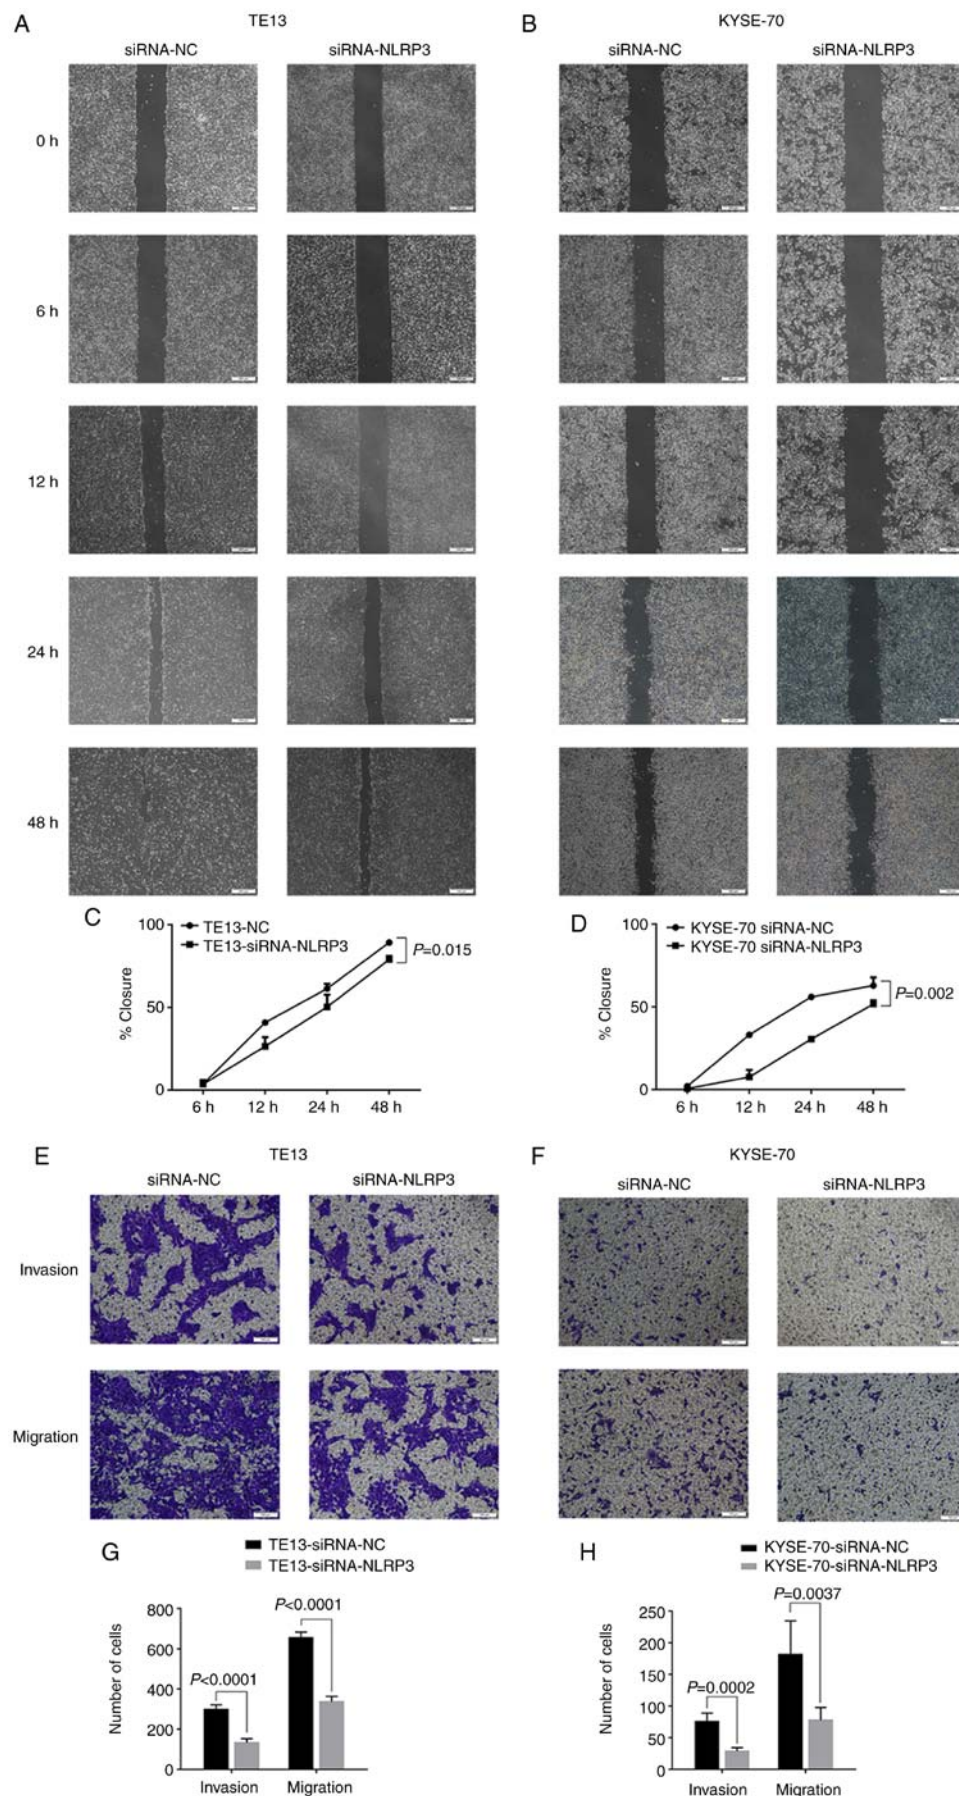 A
TE13
siRNA-NC
siRNA-NLRP3
B
KYSE-70
siRNA-NC
siRNA-NLRP3
0 h
6 h
12 h
24 h
48 h
C
100
TE13-NC
TE13-siRNA-NLRP3
P=0.015
50
% Closure
0
6 h 12 h 24 h 48 h
D
100
KYSE-70 siRNA-NC
KYSE-70 siRNA-NLRP3
P=0.002
50
% Closure
0
6 h 12 h 24 h 48 h
E
TE13
siRNA-NC
siRNA-NLRP3
F
KYSE-70
siRNA-NC
siRNA-NLRP3
Invasion
Migration
G
TE13-siRNA-NC
TE13-siRNA-NLRP3
800
600
400
200
0
Number of cells
P<0.0001
P<0.0001
Invasion
Migration
H
KYSE-70-siRNA-NC
KYSE-70-siRNA-NLRP3
250
200
150
100
50
0
Number of cells
P=0.0002
P=0.0037
Invasion
Migration